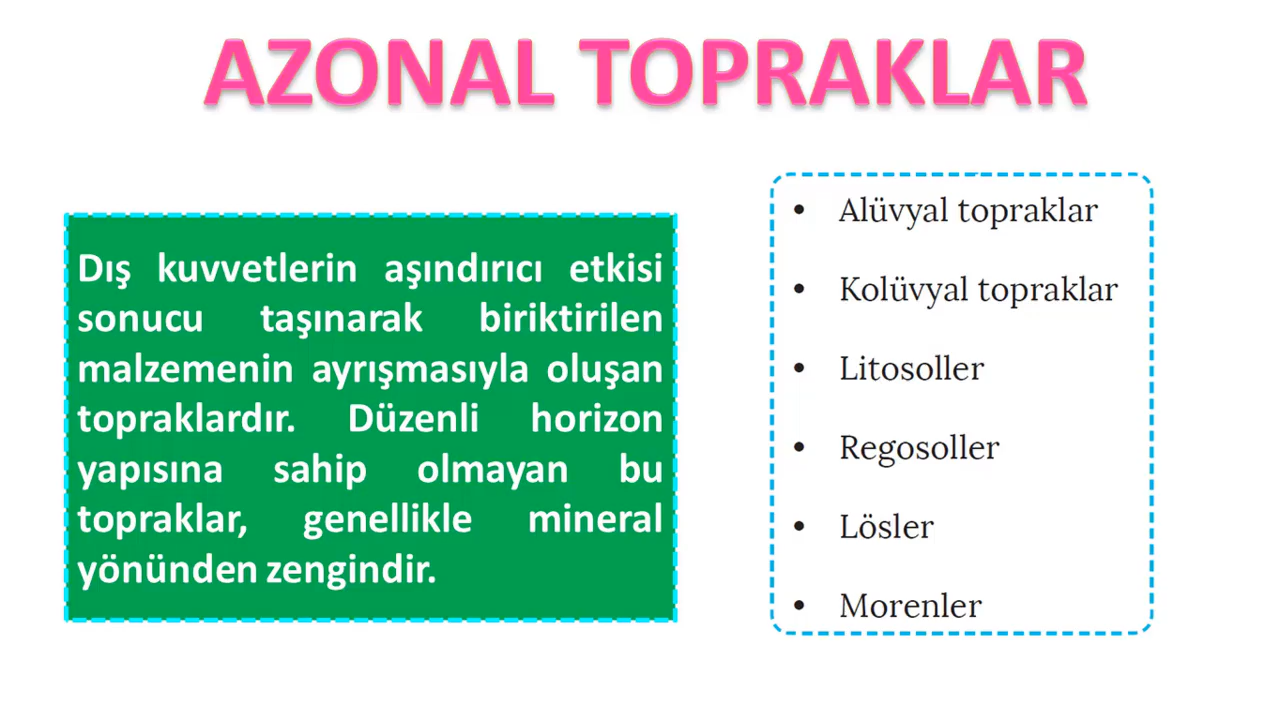 AZONAL TOPRAKLAR
Dış kuvvetlerin aşındırıcı etkisi
sonucu taşınarak biriktirilen
malzemenin ayrışmasıyla oluşan
topraklardır. Düzenli horizon
yapısına sahip olmayan bu
topraklar, genellikle mineral
yönünden zengindir.
• Alüvyal topraklar
• Kolüvyal topraklar
• Litosoller
• Regosoller
• Lösler
• Morenler